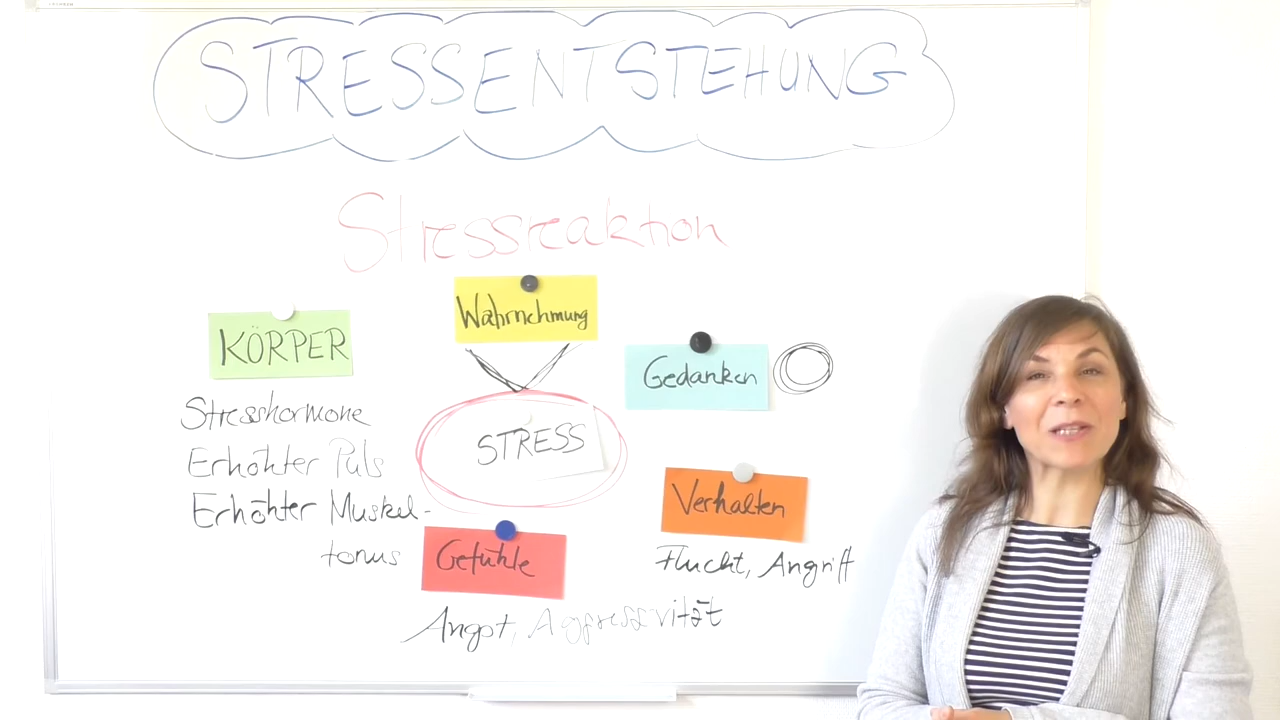 STRESSENTSTEHUNG
Stressreaktion
Wahrnehmung
KÖRPER
Gedanken
Stresshormone
STRESS
Erhöhter Puls
Erhöhter Muskel-
tonus
Verhalten
Gefühle
Flucht, Angriff
Angst, Aggressivität